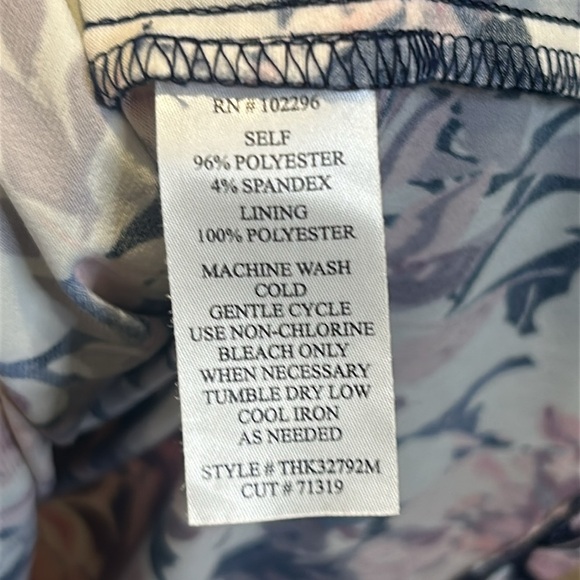 RN # 102296
SELF
96% POLYESTER
4% SPANDEX
LINING
100% POLYESTER
MACHINE WASH
COLD
GENTLE CYCLE
USE NON-CHLORINE
BLEACH ONLY
WHEN NECESSARY
TUMBLE DRY LOW
COOL IRON
AS NEEDED
STYLE # THK32792M
CUT # 71319